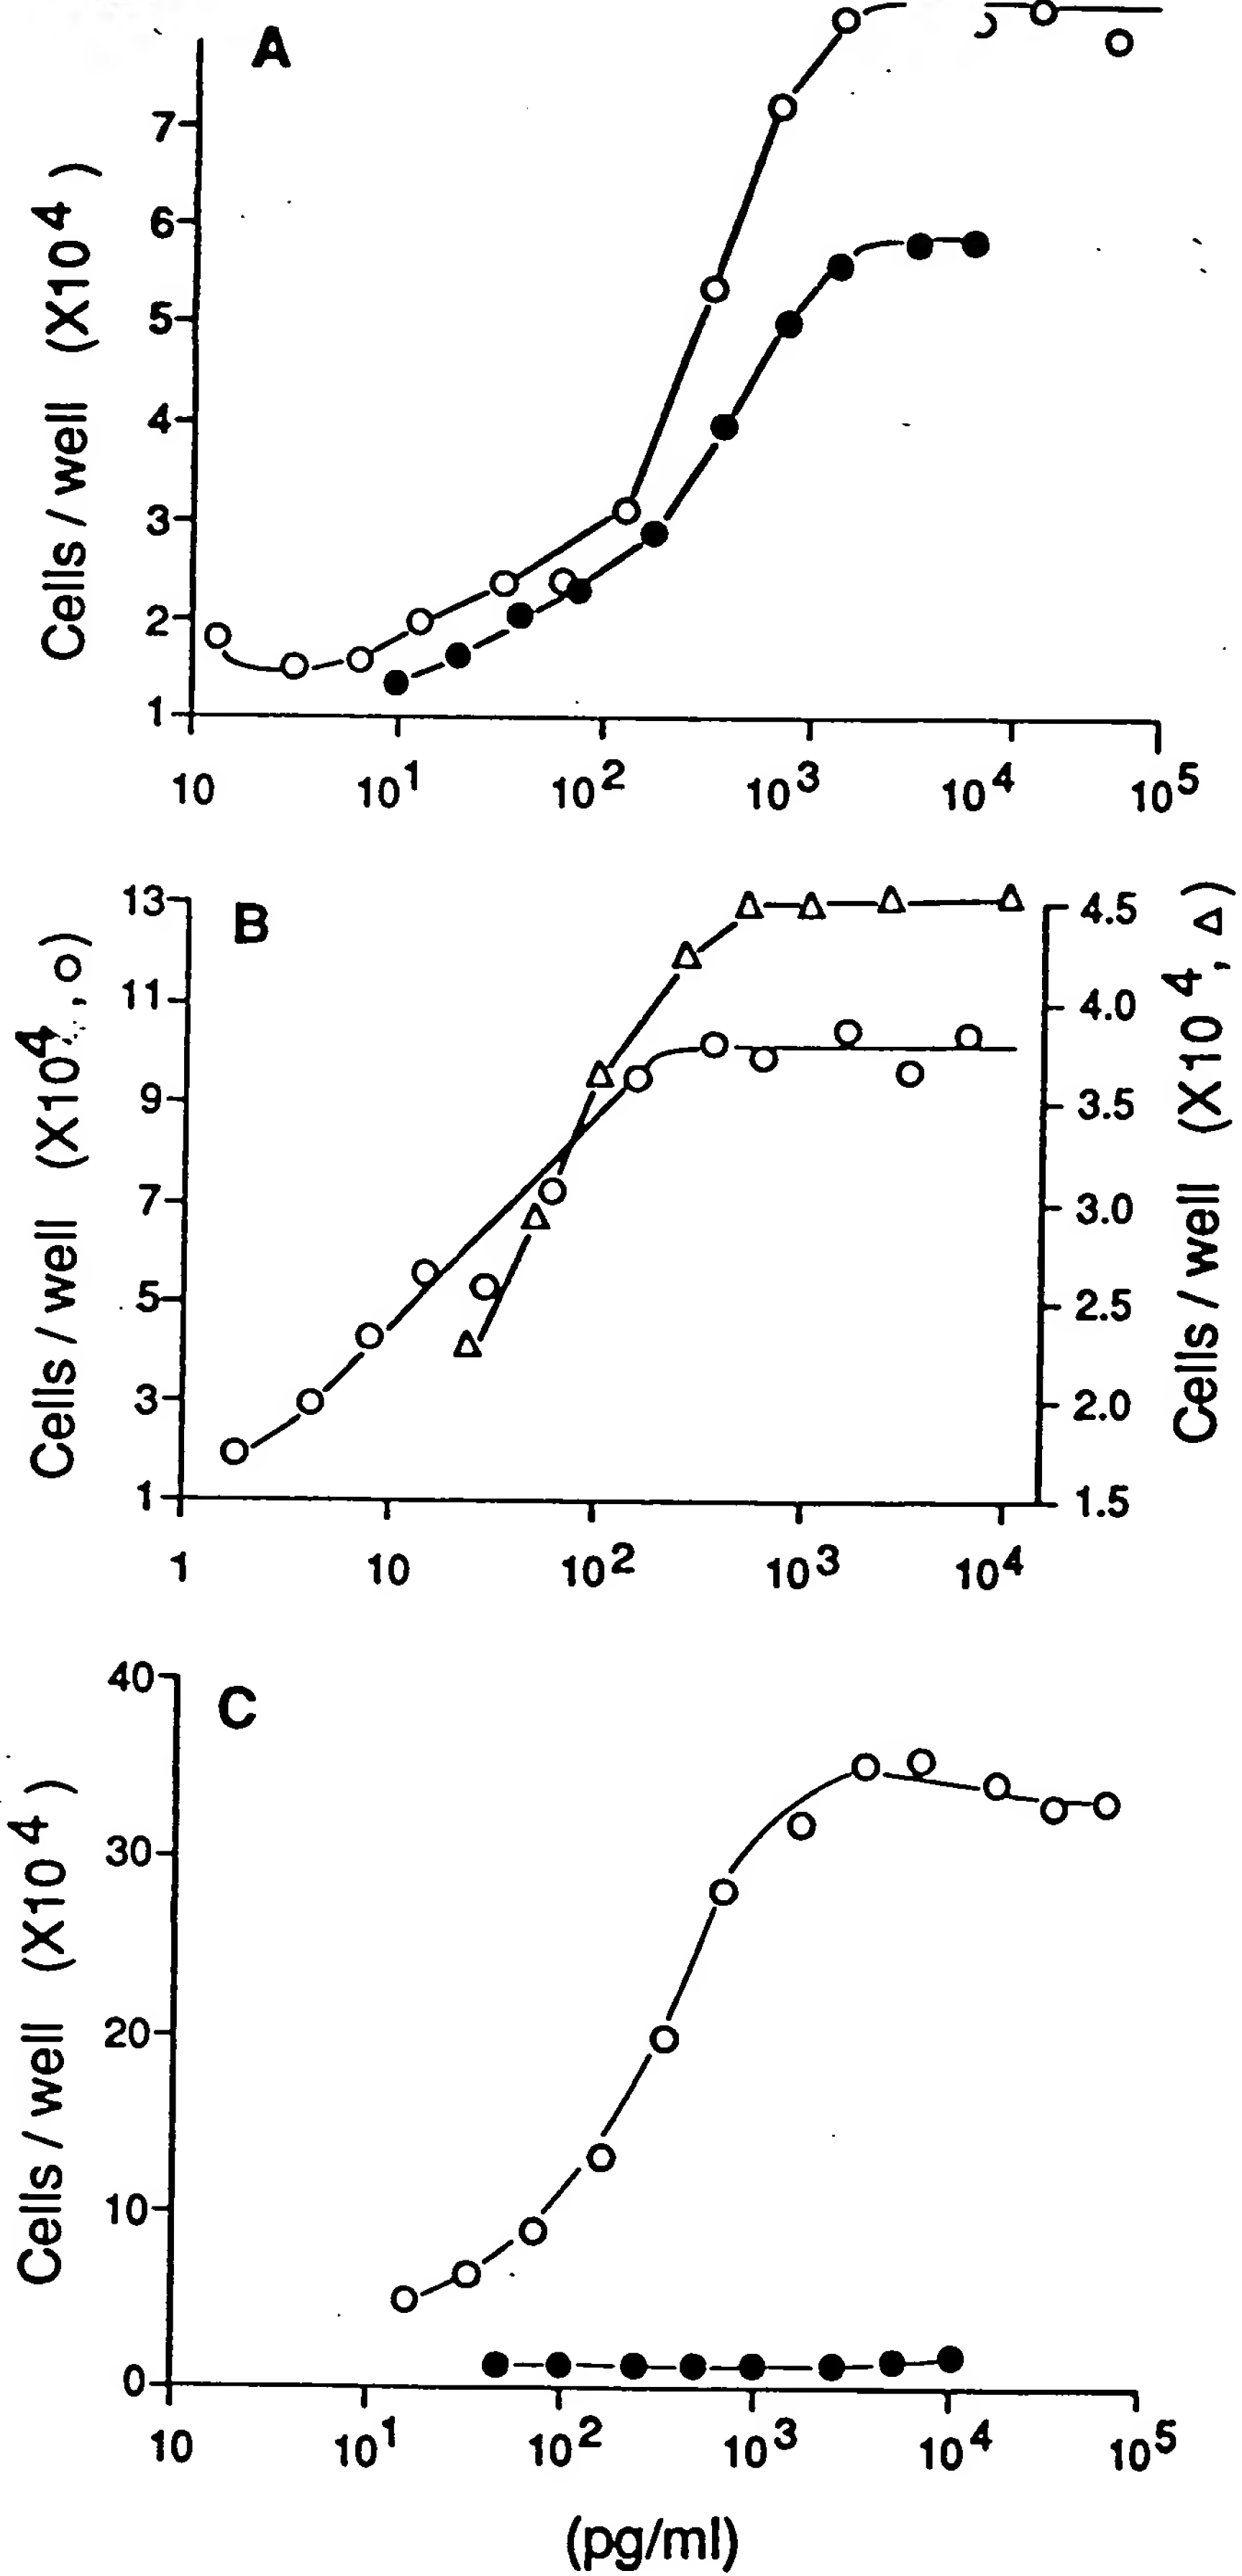 A
Cells / well (X10⁴)
7
6
5
4
3
2
1
10 10¹ 10² 10³ 10⁴ 10⁵
B
Cells / well (X10⁴, o)
13
11
9
7
5
3
1
4.5
4.0
3.5
3.0
2.5
2.0
1.5
Cells / well (X10⁴, Δ)
1 10 10² 10³ 10⁴
C
Cells / well (X10⁴)
40
30
20
10
0
10 10¹ 10² 10³ 10⁴ 10⁵
(pg/ml)